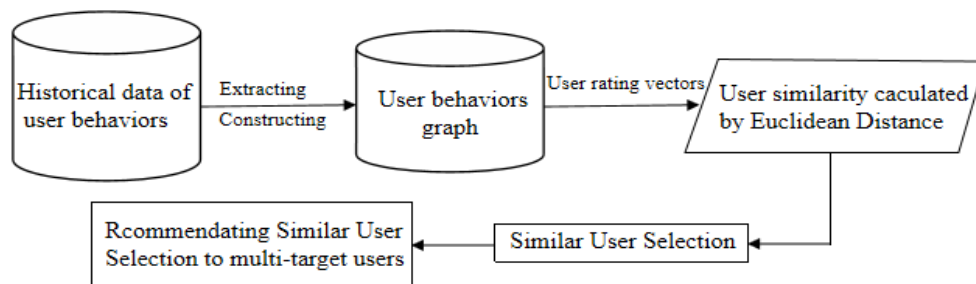 Historical data of
user behaviors
Extracting
Constructing
User behaviors
graph
User rating vectors
User similarity caculated
by Euclidean Distance
Similar User Selection
Rcommendating Similar User
Selection to multi-target users